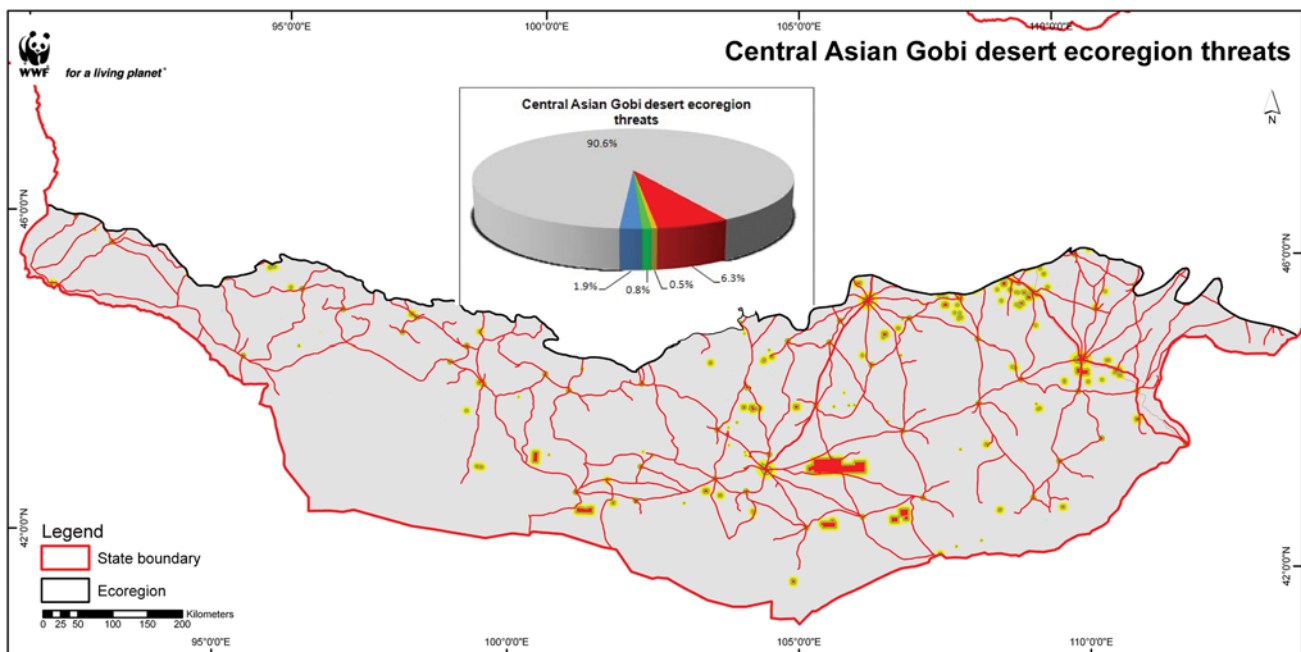 95°0'0"E 100°0'0"E 105°0'0"E 110°0'0"E
Central Asian Gobi desert ecoregion threats
WWF for a living planet®
Central Asian Gobi desert ecoregion
threats
90.6%
N
46°0'0"N
46°0'0"N
1.9%
0.8%
0.5%
6.3%
42°0'0"N
42°0'0"N
Legend
State boundary
Ecoregion
Kilometers
0 25 50 100 150 200
95°0'0"E 100°0'0"E 105°0'0"E 110°0'0"E